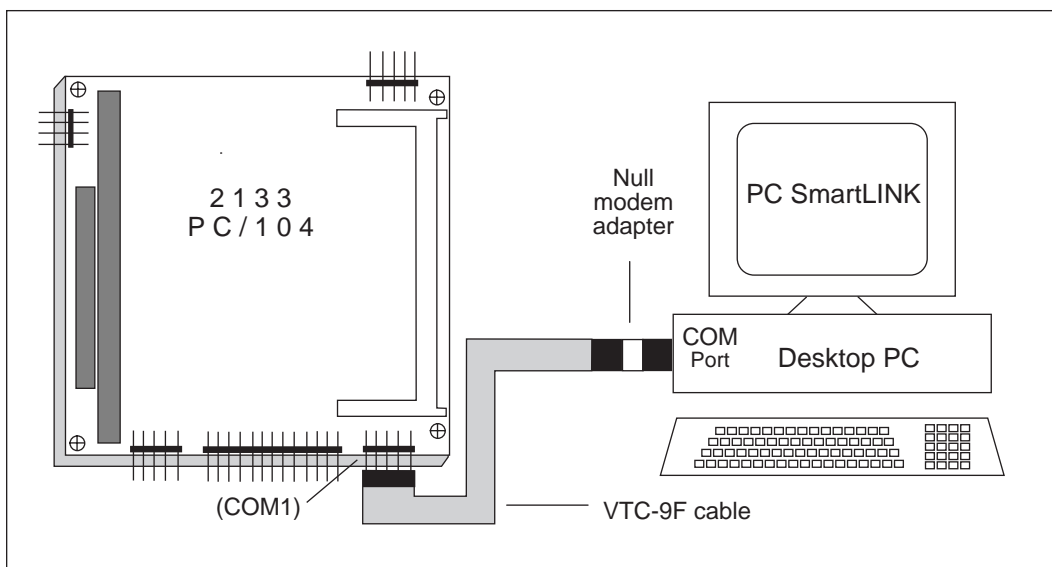 2 1 3 3
P C / 1 0 4
Null
modem
adapter
PC SmartLINK
COM
Port
Desktop PC
(COM1)
VTC-9F cable